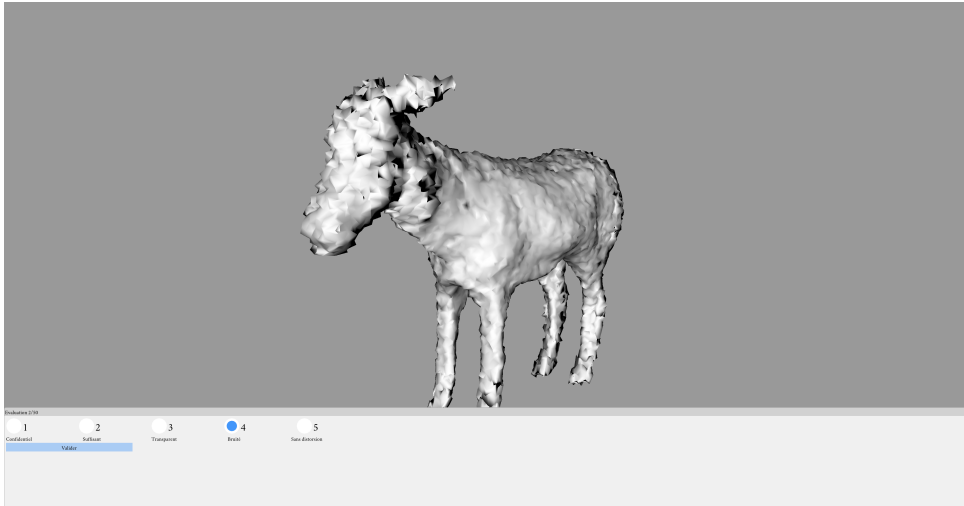 Evaluation 2/30
1 2 3 4 5
Confidentiel Suffisant Transparent Bruité Sans distorsion
Valider